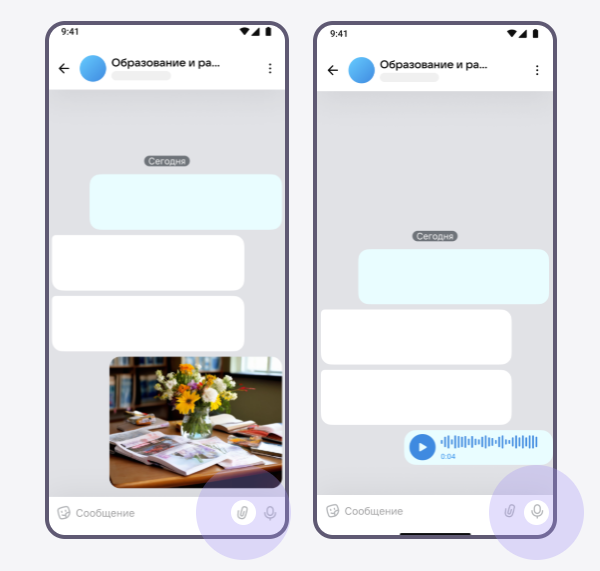 9:41
Образование и ра...
Сегодня
Сообщение
9:41
Образование и ра...
Сегодня
0:04
Сообщение